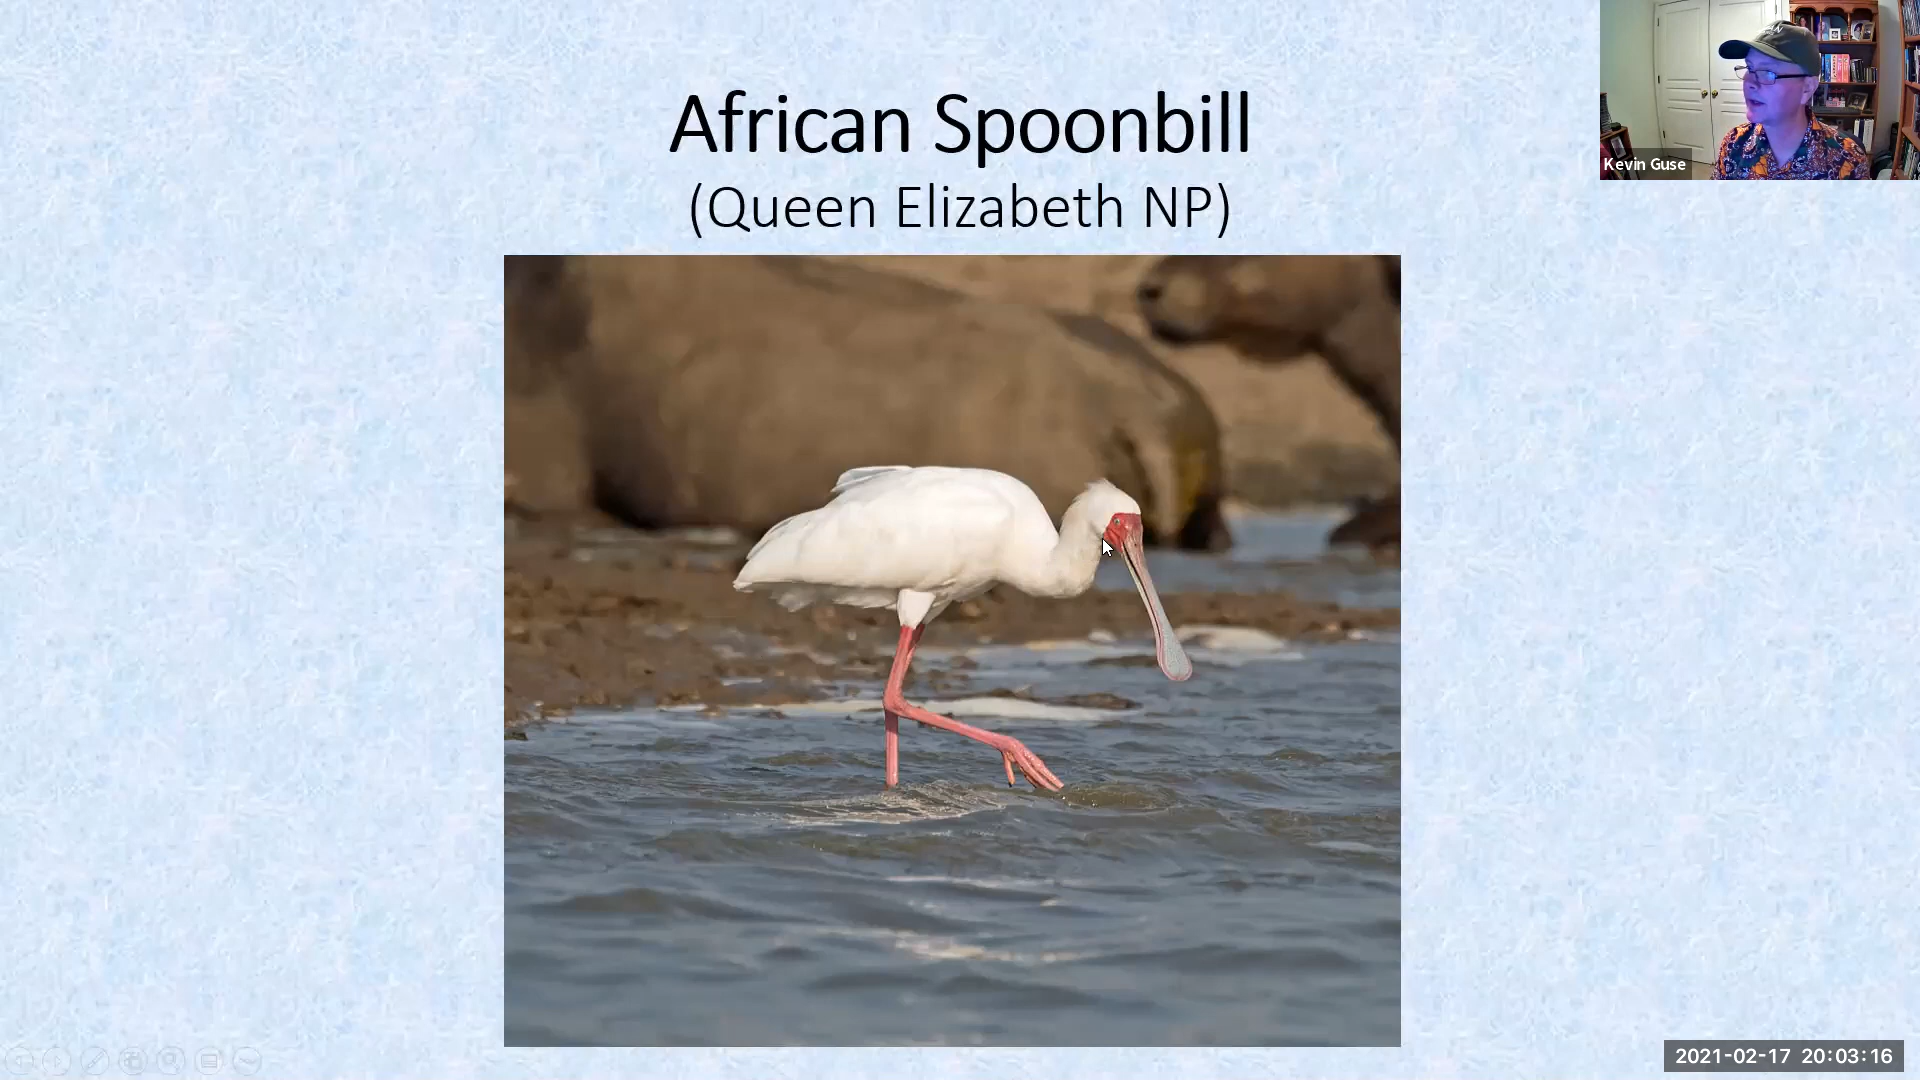 African Spoonbill
(Queen Elizabeth NP)
Kevin Guse
2021-02-17 20:03:16